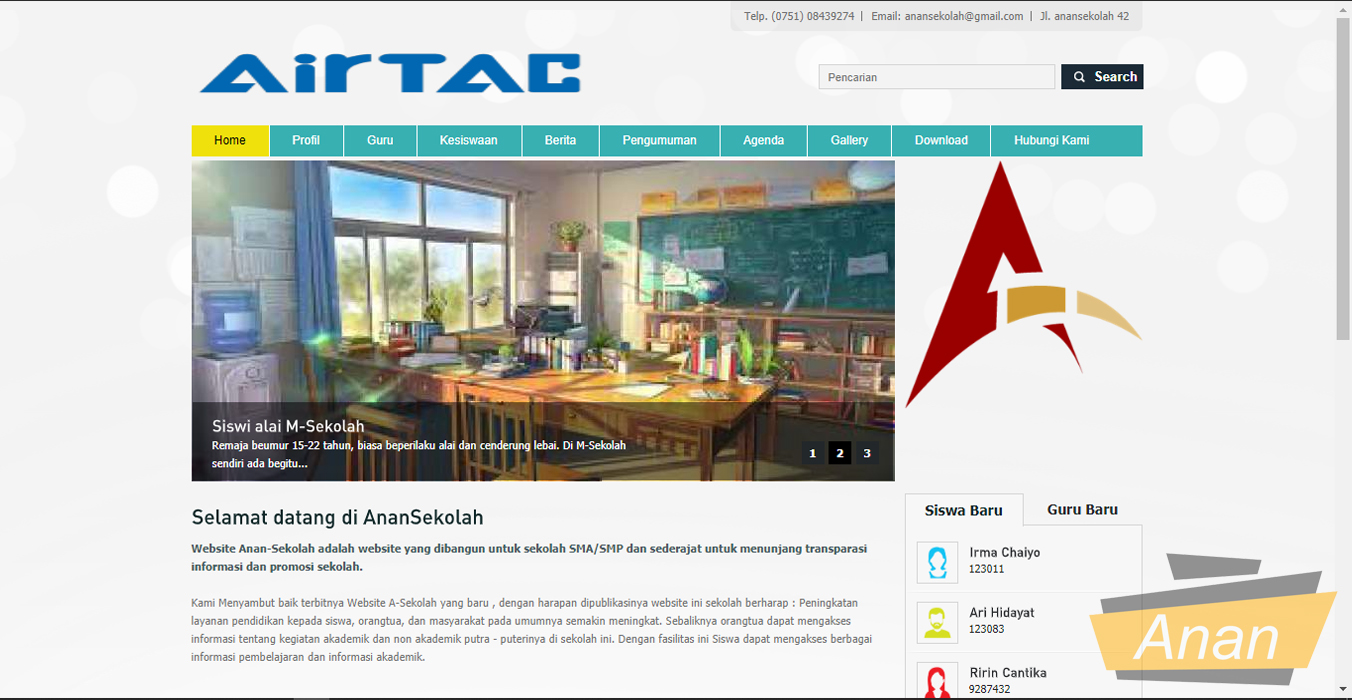 Telp. (0751) 08439274 | Email: anansekolah@gmail.com | Jl. anansekolah 42
AirTAC
Pencarian
Search
Home Profil Guru Kesiswaan Berita Pengumuman Agenda Gallery Download Hubungi Kami
Siswi alai M-Sekolah
Remaja beumur 15-22 tahun, biasa beperilaku alai dan cenderung lebai. Di M-Sekolah
sendiri ada begitu...
1 2 3
Selamat datang di AnanSekolah
Website Anan-Sekolah adalah website yang dibangun untuk sekolah SMA/SMP dan sederajat untuk menunjang transparasi
informasi dan promosi sekolah.
Kami Menyambut baik terbitnya Website A-Sekolah yang baru , dengan harapan dipublikasinya website ini sekolah berharap : Peningkatan
layanan pendidikan kepada siswa, orangtua, dan masyarakat pada umumnya semakin meningkat. Sebaliknya orangtua dapat mengakses
informasi tentang kegiatan akademik dan non akademik putra - puterinya di sekolah ini. Dengan fasilitas ini Siswa dapat mengakses berbagai
informasi pembelajaran dan informasi akademik.
Siswa Baru Guru Baru
Irma Chaiyo
123011
Ari Hidayat
123083
Ririn Cantika
9287432
Anan